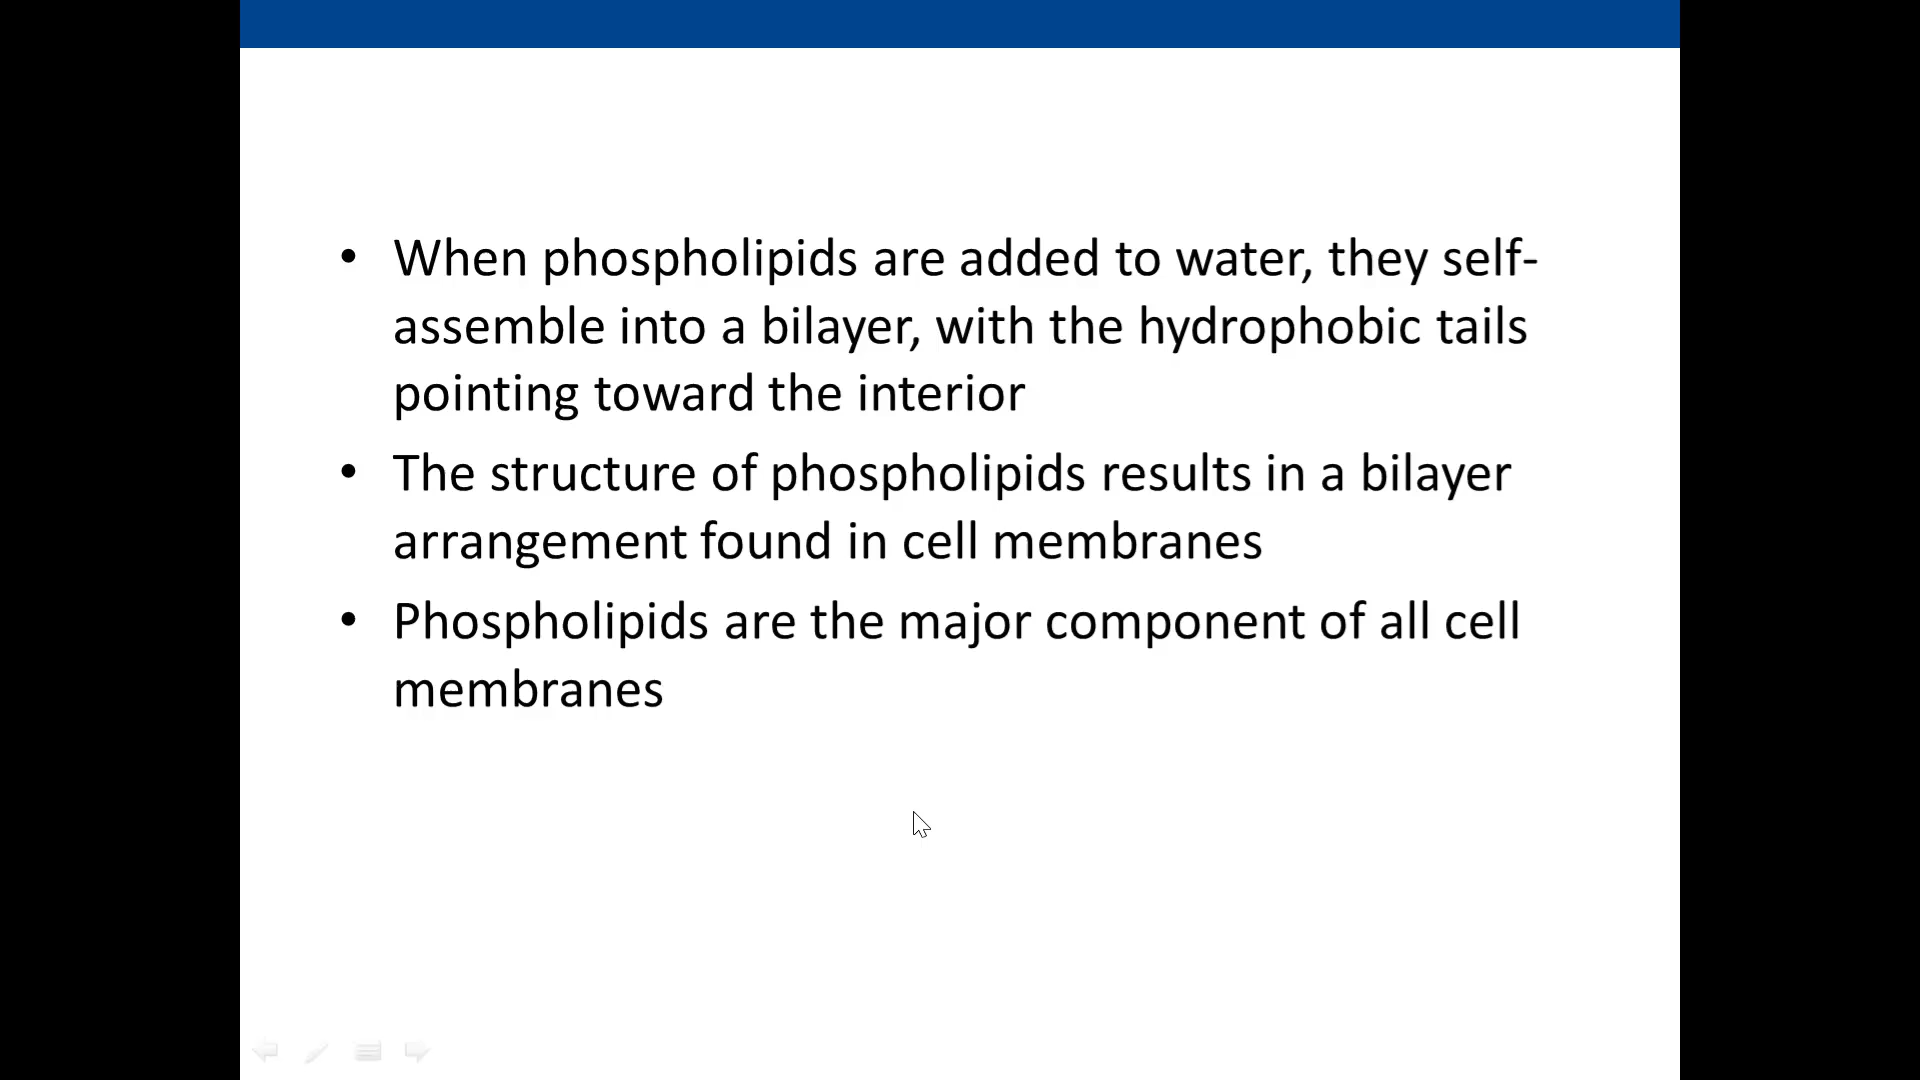 • When phospholipids are added to water, they self-
assemble into a bilayer, with the hydrophobic tails
pointing toward the interior
• The structure of phospholipids results in a bilayer
arrangement found in cell membranes
• Phospholipids are the major component of all cell
membranes